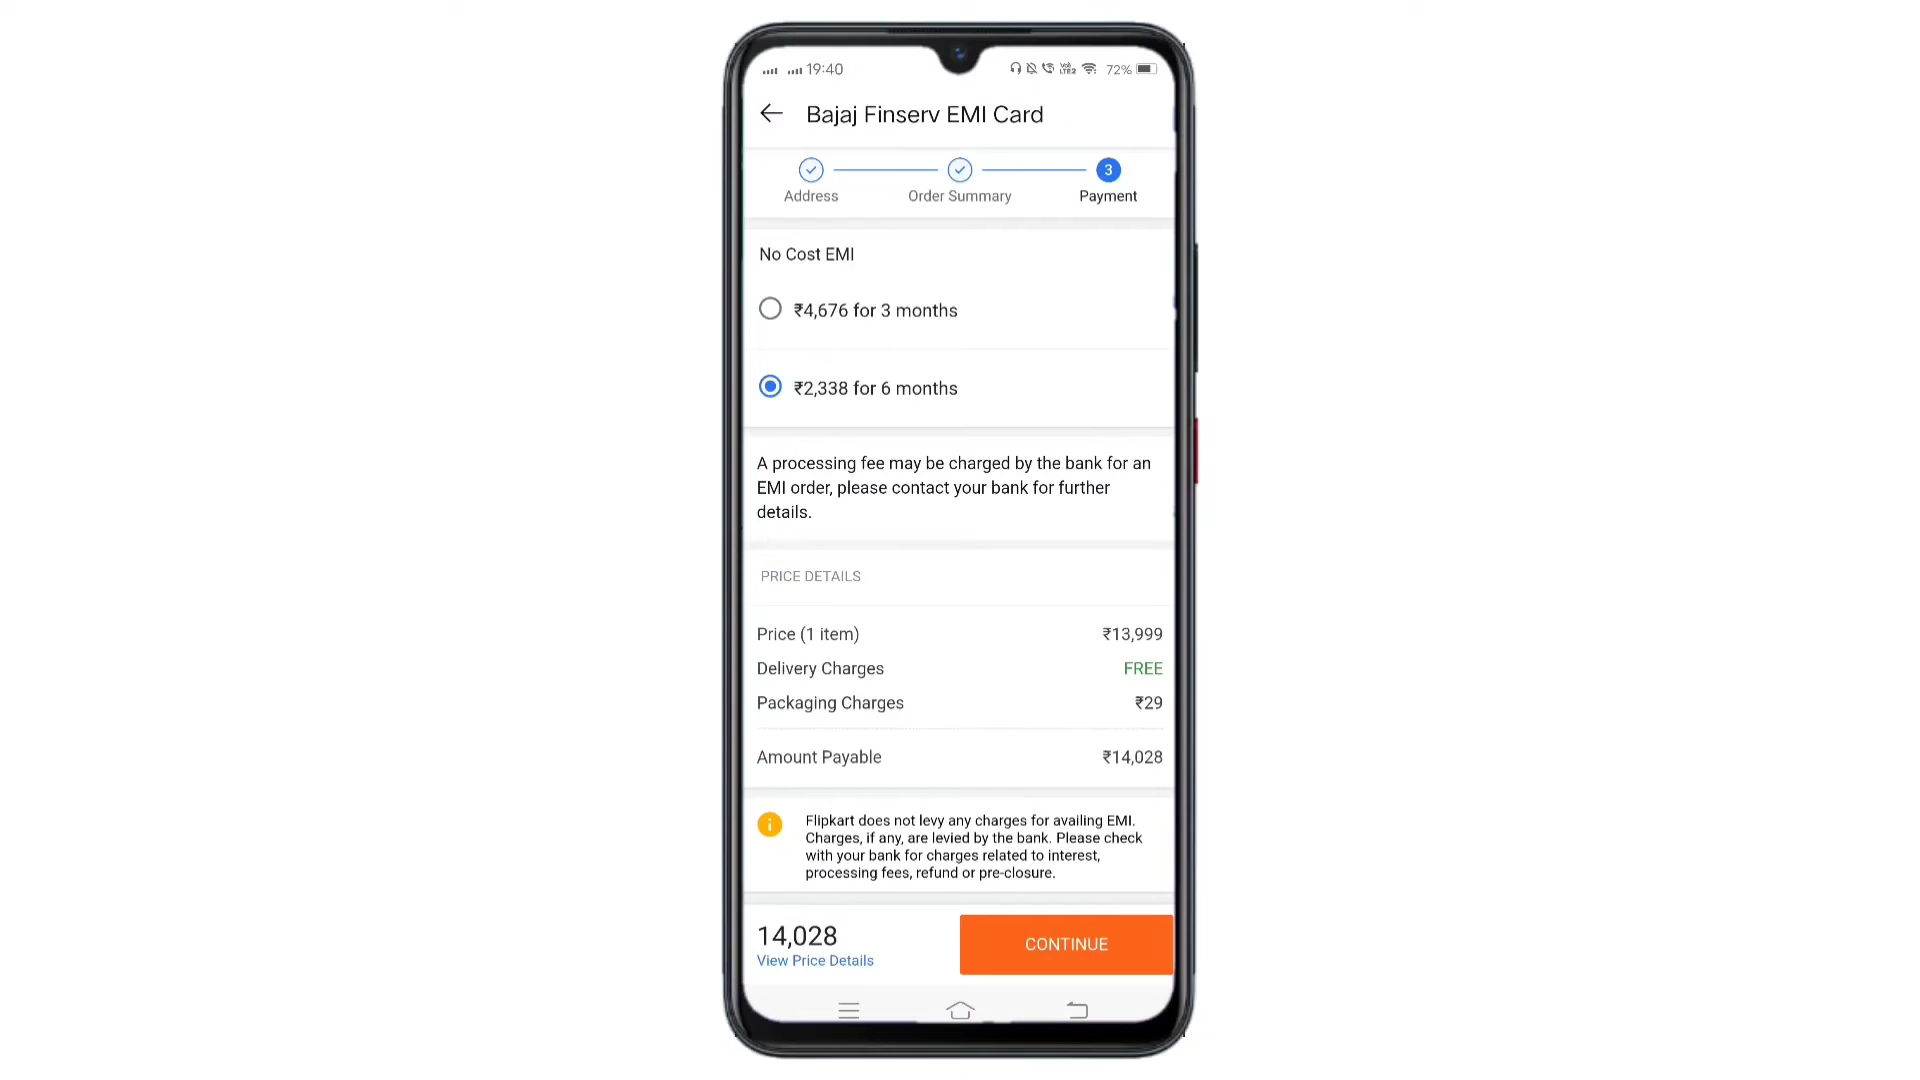 19:40 72%
Bajaj Finserv EMI Card
3
Address Order Summary Payment
No Cost EMI
₹4,676 for 3 months
₹2,338 for 6 months
A processing fee may be charged by the bank for an
EMI order, please contact your bank for further
details.
PRICE DETAILS
Price (1 item) ₹13,999
Delivery Charges FREE
Packaging Charges ₹29
Amount Payable ₹14,028
Flipkart does not levy any charges for availing EMI.
Charges, if any, are levied by the bank. Please check
with your bank for charges related to interest,
processing fees, refund or pre-closure.
14,028
View Price Details
CONTINUE